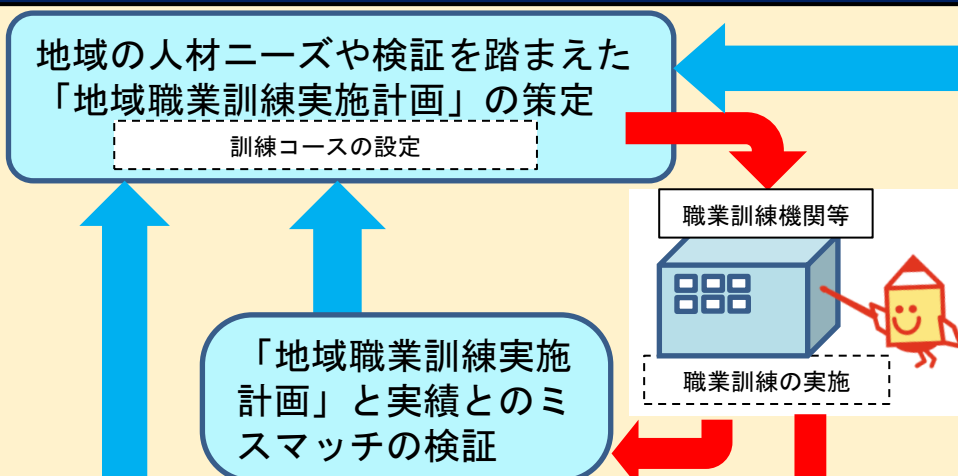 地域の人材ニーズや検証を踏まえた
「地域職業訓練実施計画」の策定
訓練コースの設定
職業訓練機関等
職業訓練の実施
「地域職業訓練実施
計画」と実績とのミ
スマッチの検証